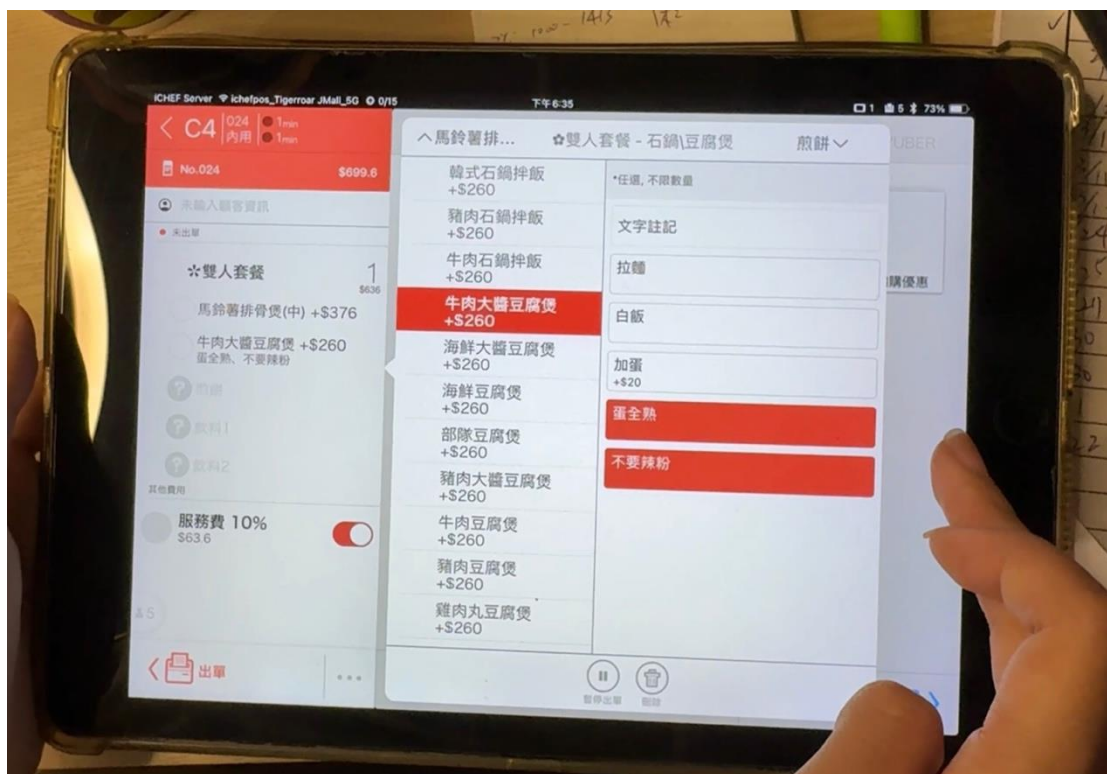 iCHEF Server ichefpos_Tigerroar JMall_5G 0/15
下午6:35
1 5 73%
C4
024
內用
1min
1min
No.024
$699.6
未輸入顧客資訊
未出單
雙人套餐
1
$636
馬鈴薯排骨煲(中) +$376
牛肉大醬豆腐煲 +$260
蛋全熟、不要辣粉
? 煎餅
? 飲料1
? 飲料2
其他費用
服務費 10%
$63.6
5
出單
馬鈴薯排...
雙人套餐 - 石鍋\豆腐煲
煎餅
韓式石鍋拌飯
+$260
豬肉石鍋拌飯
+$260
牛肉石鍋拌飯
+$260
牛肉大醬豆腐煲
+$260
海鮮大醬豆腐煲
+$260
海鮮豆腐煲
+$260
部隊豆腐煲
+$260
豬肉大醬豆腐煲
+$260
牛肉豆腐煲
+$260
豬肉豆腐煲
+$260
雞肉丸豆腐煲
+$260
*任選, 不限數量
文字註記
拉麵
白飯
加蛋
+$20
蛋全熟
不要辣粉
暫停出單
刪除
UBER
購優惠